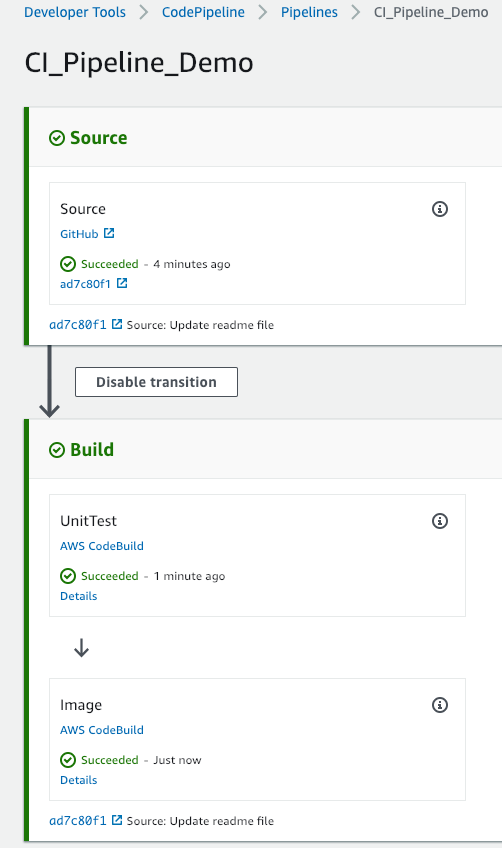 Developer Tools > CodePipeline > Pipelines > CI_Pipeline_Demo
CI_Pipeline_Demo
Source
Source
GitHub
Succeeded - 4 minutes ago
ad7c80f1
ad7c80f1 Source: Update readme file
Disable transition
Build
UnitTest
AWS CodeBuild
Succeeded - 1 minute ago
Details
Image
AWS CodeBuild
Succeeded - Just now
Details
ad7c80f1 Source: Update readme file